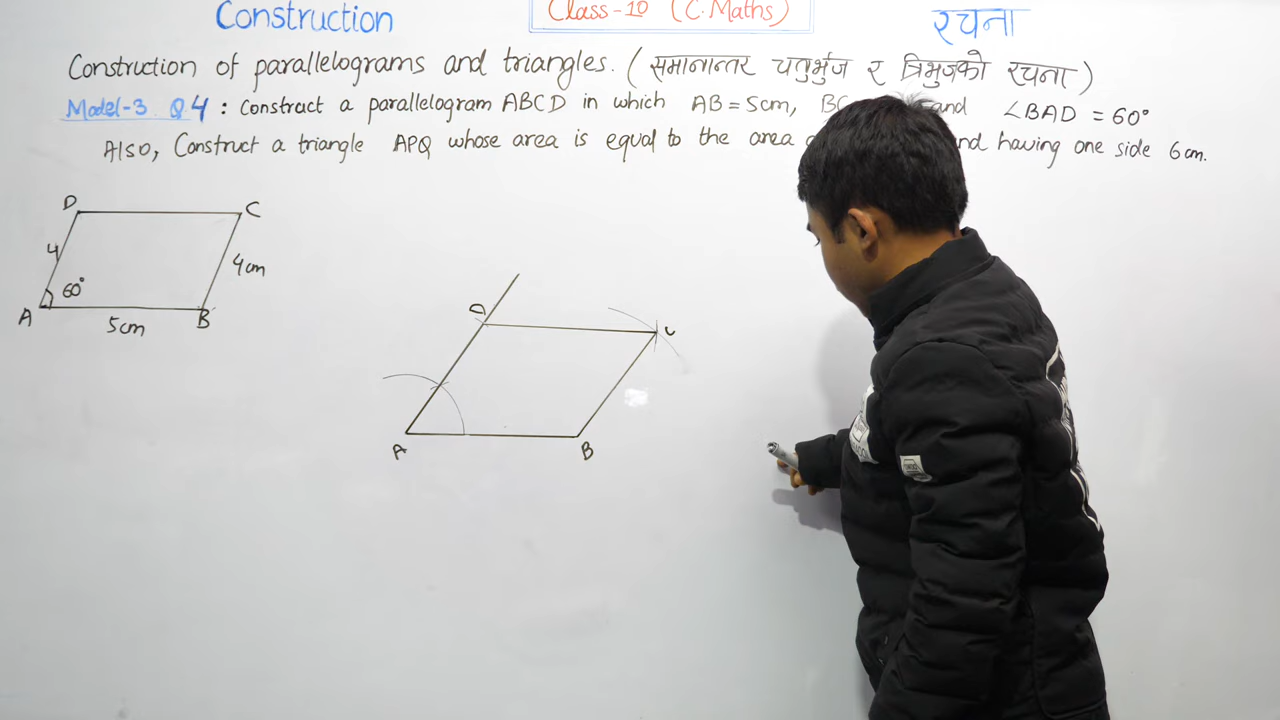 Construction
Class-10 (C.Maths)
रचना
Construction of parallelograms and triangles. (समानान्तर चतुर्भुज र त्रिभुजको रचना)
Model-3 Q4 : Construct a parallelogram ABCD in which AB = 5cm, BC and ∠BAD = 60°
Also, Construct a triangle APQ whose area is equal to the area and having one side 6cm.
D
C
4
4cm
60°
A
5cm
B
D
C
A
B